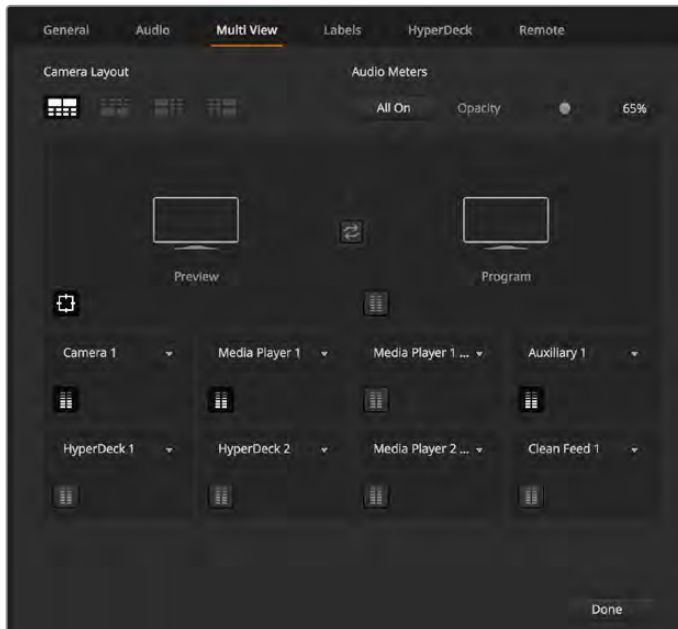 General Audio Multi View Labels HyperDeck Remote
Camera Layout Audio Meters
All On Opacity 65%
Preview Program
Camera 1 Media Player 1 Media Player 1 ... Auxillary 1
HyperDeck 1 HyperDeck 2 Media Player 2 ... Clean Feed 1
Done